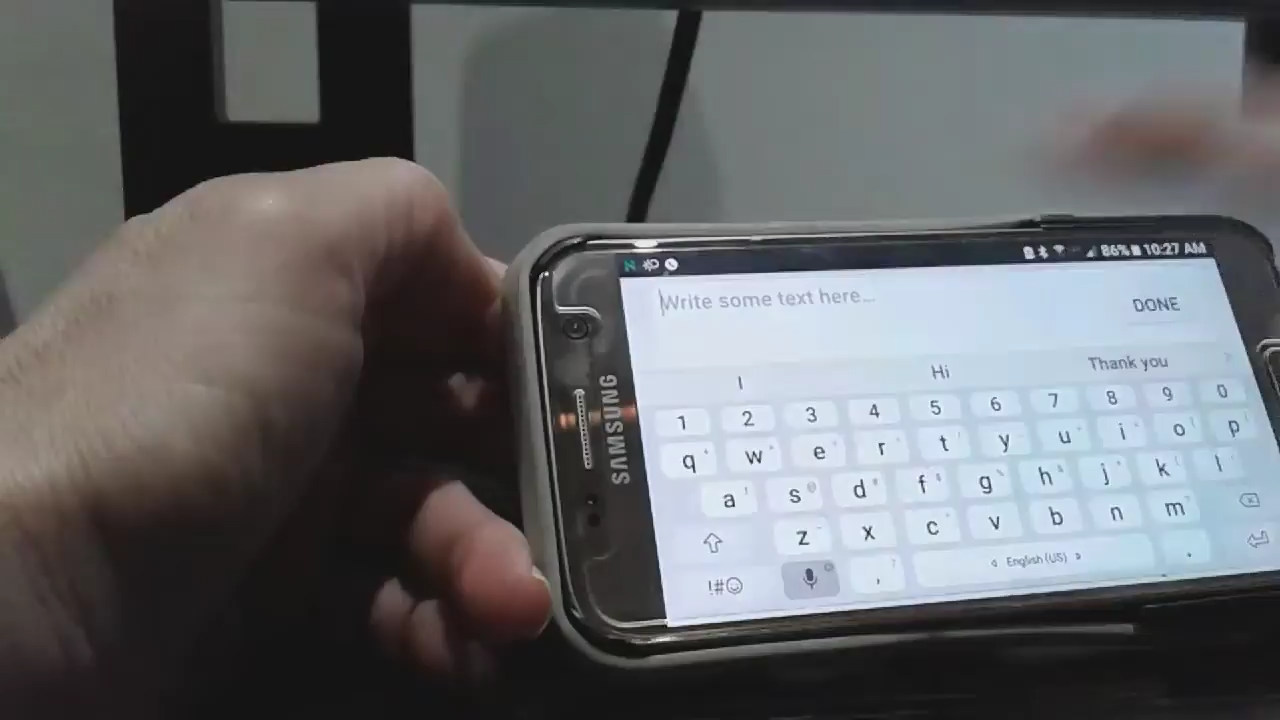 86% 10:27 AM
Write some text here...
DONE
I Hi Thank you
1 2 3 4 5 6 7 8 9 0
q w e r t y u i o p
a s d f g h j k l
z x c v b n m
!#☺ , English (US) .
SAMSUNG